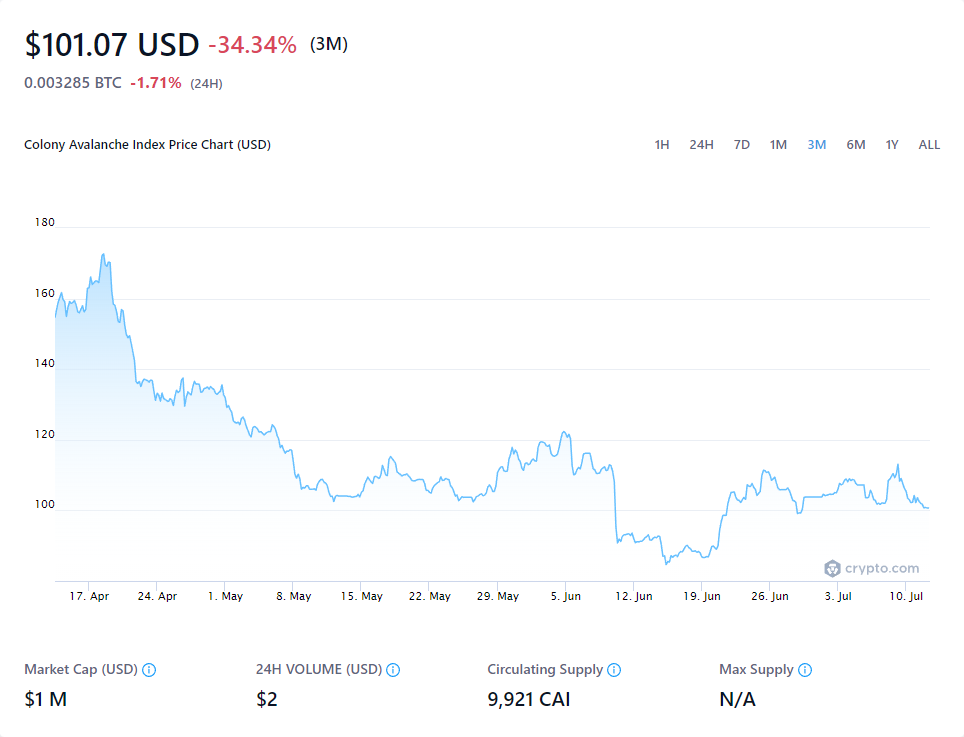 $101.07 USD -34.34% (3M)
0.003285 BTC -1.71% (24H)
Colony Avalanche Index Price Chart (USD) 1H 24H 7D 1M 3M 6M 1Y ALL
180
160
140
120
100
crypto.com
17. Apr 24. Apr 1. May 8. May 15. May 22. May 29. May 5. Jun 12. Jun 19. Jun 26. Jun 3. Jul 10. Jul
Market Cap (USD) 24H VOLUME (USD) Circulating Supply Max Supply
$1 M $2 9,921 CAI N/A